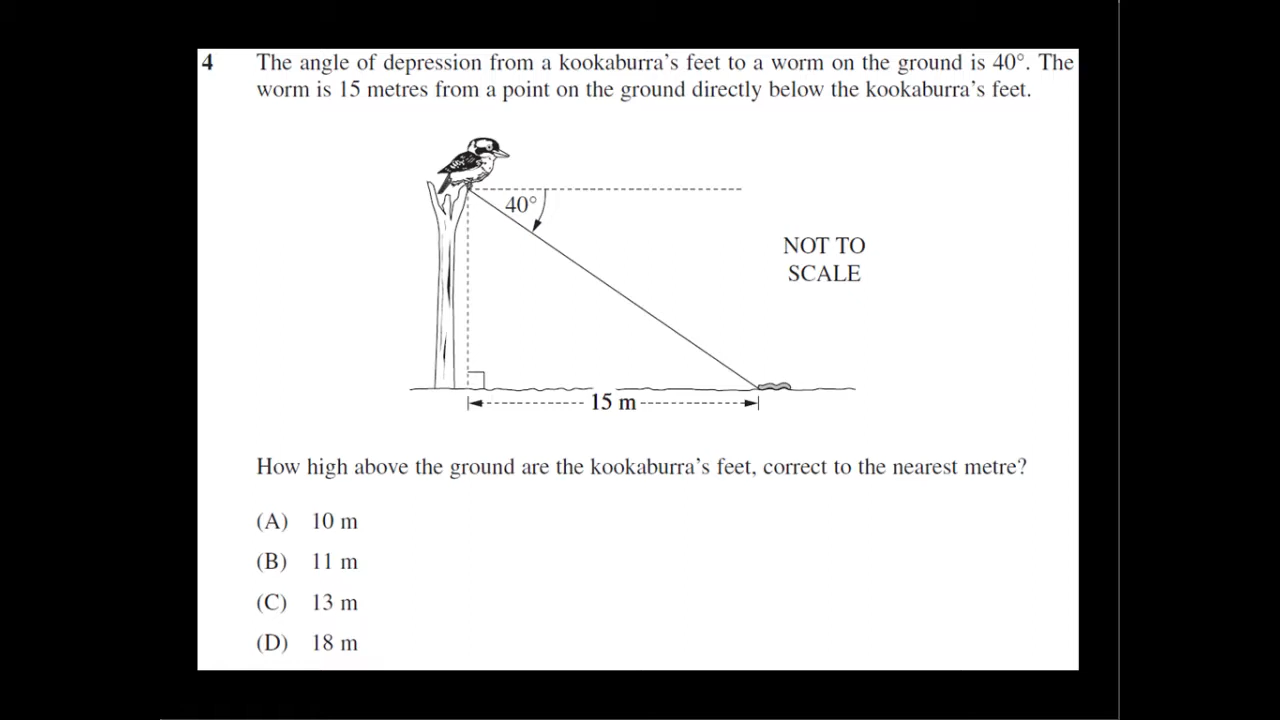 4 The angle of depression from a kookaburra's feet to a worm on the ground is 40°. The
worm is 15 metres from a point on the ground directly below the kookaburra's feet.
40°
NOT TO
SCALE
15 m
How high above the ground are the kookaburra's feet, correct to the nearest metre?
(A) 10 m
(B) 11 m
(C) 13 m
(D) 18 m